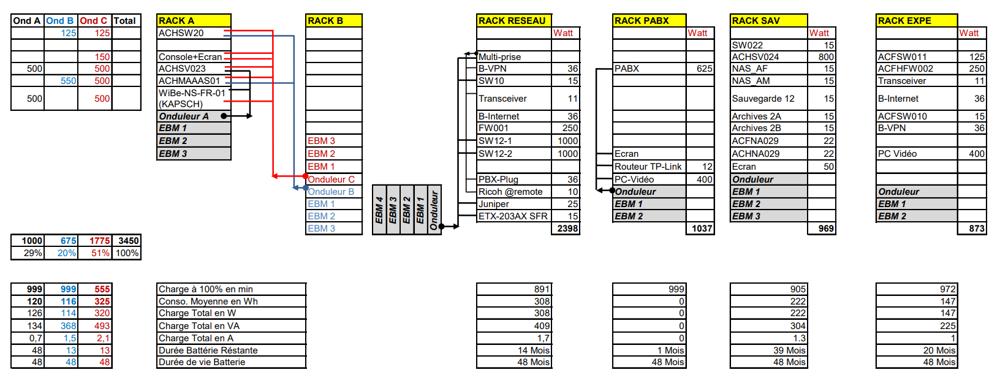 Ond A Ond B Ond C Total RACK A RACK B RACK RESEAU RACK PABX RACK SAV RACK EXPE
125 125 ACHSW20 Watt Watt Watt Watt
SW022 15
150 Console+Ecran Multi-prise ACHSV024 800 ACFSW011 125
500 500 ACHSV023 B-VPN 36 PABX 625 NAS_AF 15 ACFHFW002 250
550 500 ACHMAAAS01 SW10 15 NAS_AM 15 Transceiver 11
500 500 WiBe-NS-FR-01 Transceiver 11 Sauvegarde 12 15 B-Internet 36
(KAPSCH)
Onduleur A B-Internet 36 Archives 2A 15 ACFSW010 15
EBM 1 FW001 250 Archives 2B 15 B-VPN 36
EBM 2 EBM 3 SW12-1 1000 ACFNA029 22
EBM 3 EBM 2 SW12-2 1000 Ecran ACHNA029 22 PC Vidéo 400
EBM 1 Routeur TP-Link 12 Ecran 50
Onduleur C PBX-Plug 36 PC-Vidéo 400 Onduleur
Onduleur B Ricoh @remote 10 Onduleur EBM 1 Onduleur
EBM 1 Juniper 25 EBM 1 EBM 2 EBM 1
EBM 2 ETX-203AX SFR 15 EBM 2 EBM 3 EBM 2
EBM 3 2398 1037 969 873
EBM 4
EBM 3
EBM 2
EBM 1
Onduleur
1000 675 1775 3450
29% 20% 51% 100%
999 999 555 Charge à 100% en min 891 999 905 972
120 116 325 Conso. Moyenne en Wh 308 0 222 147
126 114 320 Charge Total en W 308 0 222 147
134 368 493 Charge Total en VA 409 0 304 225
0,7 1,5 2,1 Charge Total en A 1,7 0 1.3 1
48 13 13 Durée Battérie Réstante 14 Mois 1 Mois 39 Mois 20 Mois
48 48 48 Durée de vie Batterie 48 Mois 48 Mois 48 Mois 48 Mois